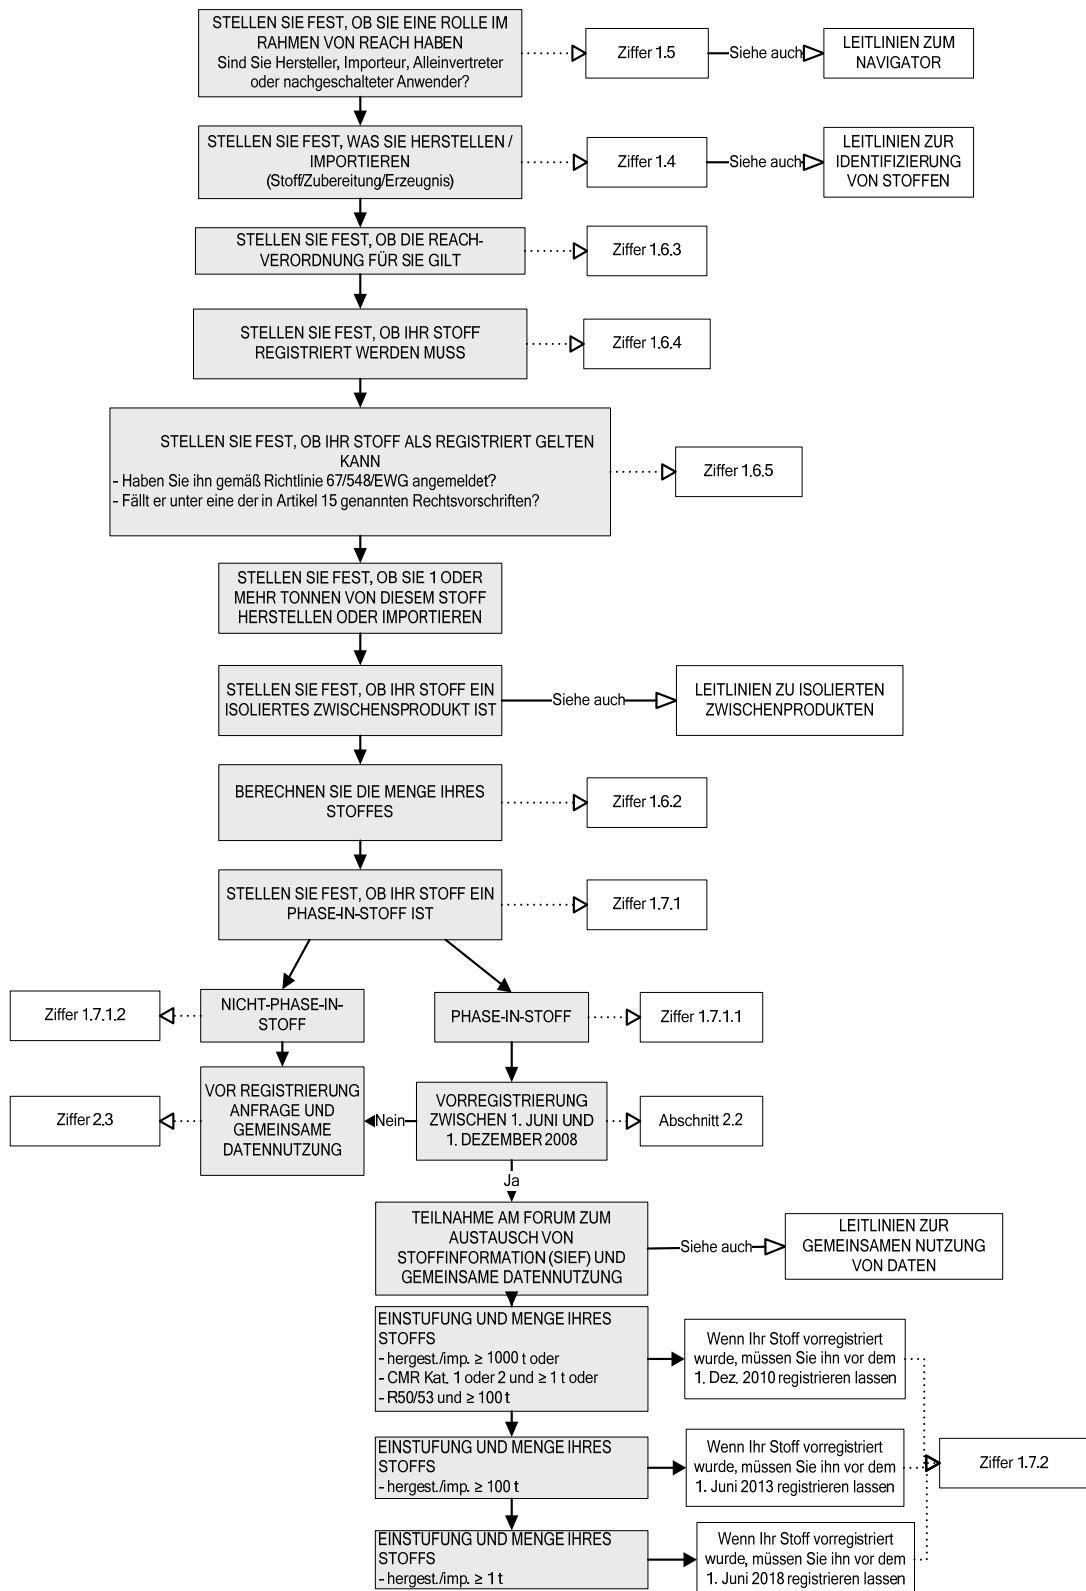 STELLEN SIE FEST, OB SIE EINE ROLLE IM
RAHMEN VON REACH HABEN
Sind Sie Hersteller, Importeur, Alleinvertreter
oder nachgeschalteter Anwender?
Ziffer 1.5
Siehe auch
LEITLINIEN ZUM
NAVIGATOR
STELLEN SIE FEST, WAS SIE HERSTELLEN /
IMPORTIEREN
(Stoff/Zubereitung/Erzeugnis)
Ziffer 1.4
Siehe auch
LEITLINIEN ZUR
IDENTIFIZIERUNG
VON STOFFEN
STELLEN SIE FEST, OB DIE REACH-
VERORDNUNG FÜR SIE GILT
Ziffer 1.6.3
STELLEN SIE FEST, OB IHR STOFF
REGISTRIERT WERDEN MUSS
Ziffer 1.6.4
STELLEN SIE FEST, OB IHR STOFF ALS REGISTRIERT GELTEN
KANN
- Haben Sie ihn gemäß Richtlinie 67/548/EWG angemeldet?
- Fällt er unter eine der in Artikel 15 genannten Rechtsvorschriften?
Ziffer 1.6.5
STELLEN SIE FEST, OB SIE 1 ODER
MEHR TONNEN VON DIESEM STOFF
HERSTELLEN ODER IMPORTIEREN
STELLEN SIE FEST, OB IHR STOFF EIN
ISOLIERTES ZWISCHENSPRODUKT IST
Siehe auch
LEITLINIEN ZU ISOLIERTEN
ZWISCHENPRODUKTEN
BERECHNEN SIE DIE MENGE IHRES
STOFFES
Ziffer 1.6.2
STELLEN SIE FEST, OB IHR STOFF EIN
PHASE-IN-STOFF IST
Ziffer 1.7.1
Ziffer 1.7.1.2
NICHT-PHASE-IN-
STOFF
PHASE-IN-STOFF
Ziffer 1.7.1.1
Ziffer 2.3
VOR REGISTRIERUNG
ANFRAGE UND
GEMEINSAME
DATENNUTZUNG
Nein
VORREGISTRIERUNG
ZWISCHEN 1. JUNI UND
1. DEZEMBER 2008
Abschnitt 2.2
Ja
TEILNAHME AM FORUM ZUM
AUSTAUSCH VON
STOFFINFORMATION (SIEF) UND
GEMEINSAME DATENNUTZUNG
Siehe auch
LEITLINIEN ZUR
GEMEINSAMEN NUTZUNG
VON DATEN
EINSTUFUNG UND MENGE IHRES
STOFFS
- hergest./imp. ≥ 1000 t oder
- CMR Kat. 1 oder 2 und ≥ 1 t oder
- R50/53 und ≥ 100 t
Wenn Ihr Stoff vorregistriert
wurde, müssen Sie ihn vor dem
1. Dez. 2010 registrieren lassen
EINSTUFUNG UND MENGE IHRES
STOFFS
- hergest./imp. ≥ 100 t
Wenn Ihr Stoff vorregistriert
wurde, müssen Sie ihn vor dem
1. Juni 2013 registrieren lassen
Ziffer 1.7.2
EINSTUFUNG UND MENGE IHRES
STOFFS
- hergest./imp. ≥ 1 t
Wenn Ihr Stoff vorregistriert
wurde, müssen Sie ihn vor dem
1. Juni 2018 registrieren lassen